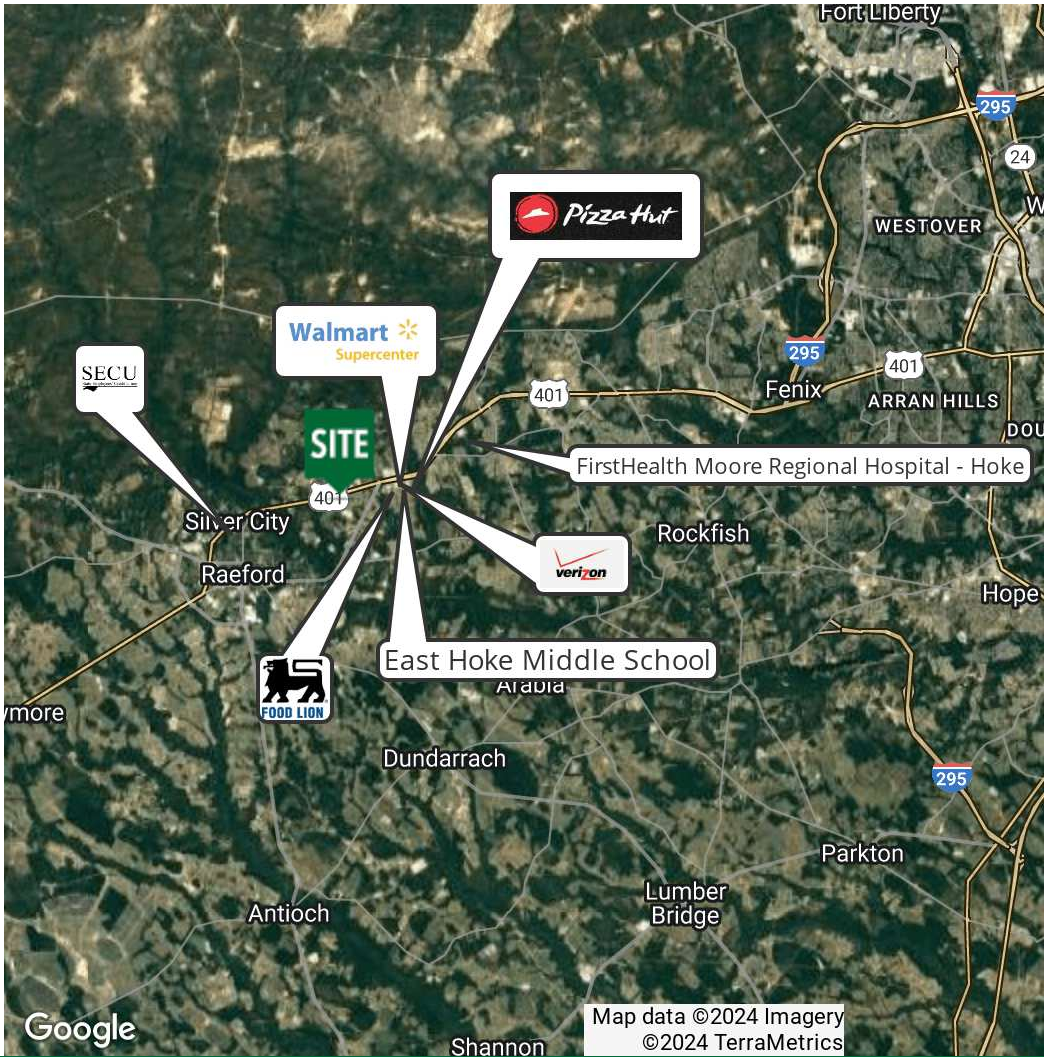 Fort Liberty
295
24
Pizza Hut
W
WESTOVER
Walmart
Supercenter
295
SECU
401
Fenix
401
ARRAN HILLS
SITE
DOU
FirstHealth Moore Regional Hospital - Hoke
401
Silver City
Rockfish
Raeford
verizon
Hope
East Hoke Middle School
Arabia
FOOD LION
ymore
Dundarrach
295
Parkton
Lumber
Bridge
Antioch
Google
Map data ©2024 Imagery
©2024 TerraMetrics
Shannon